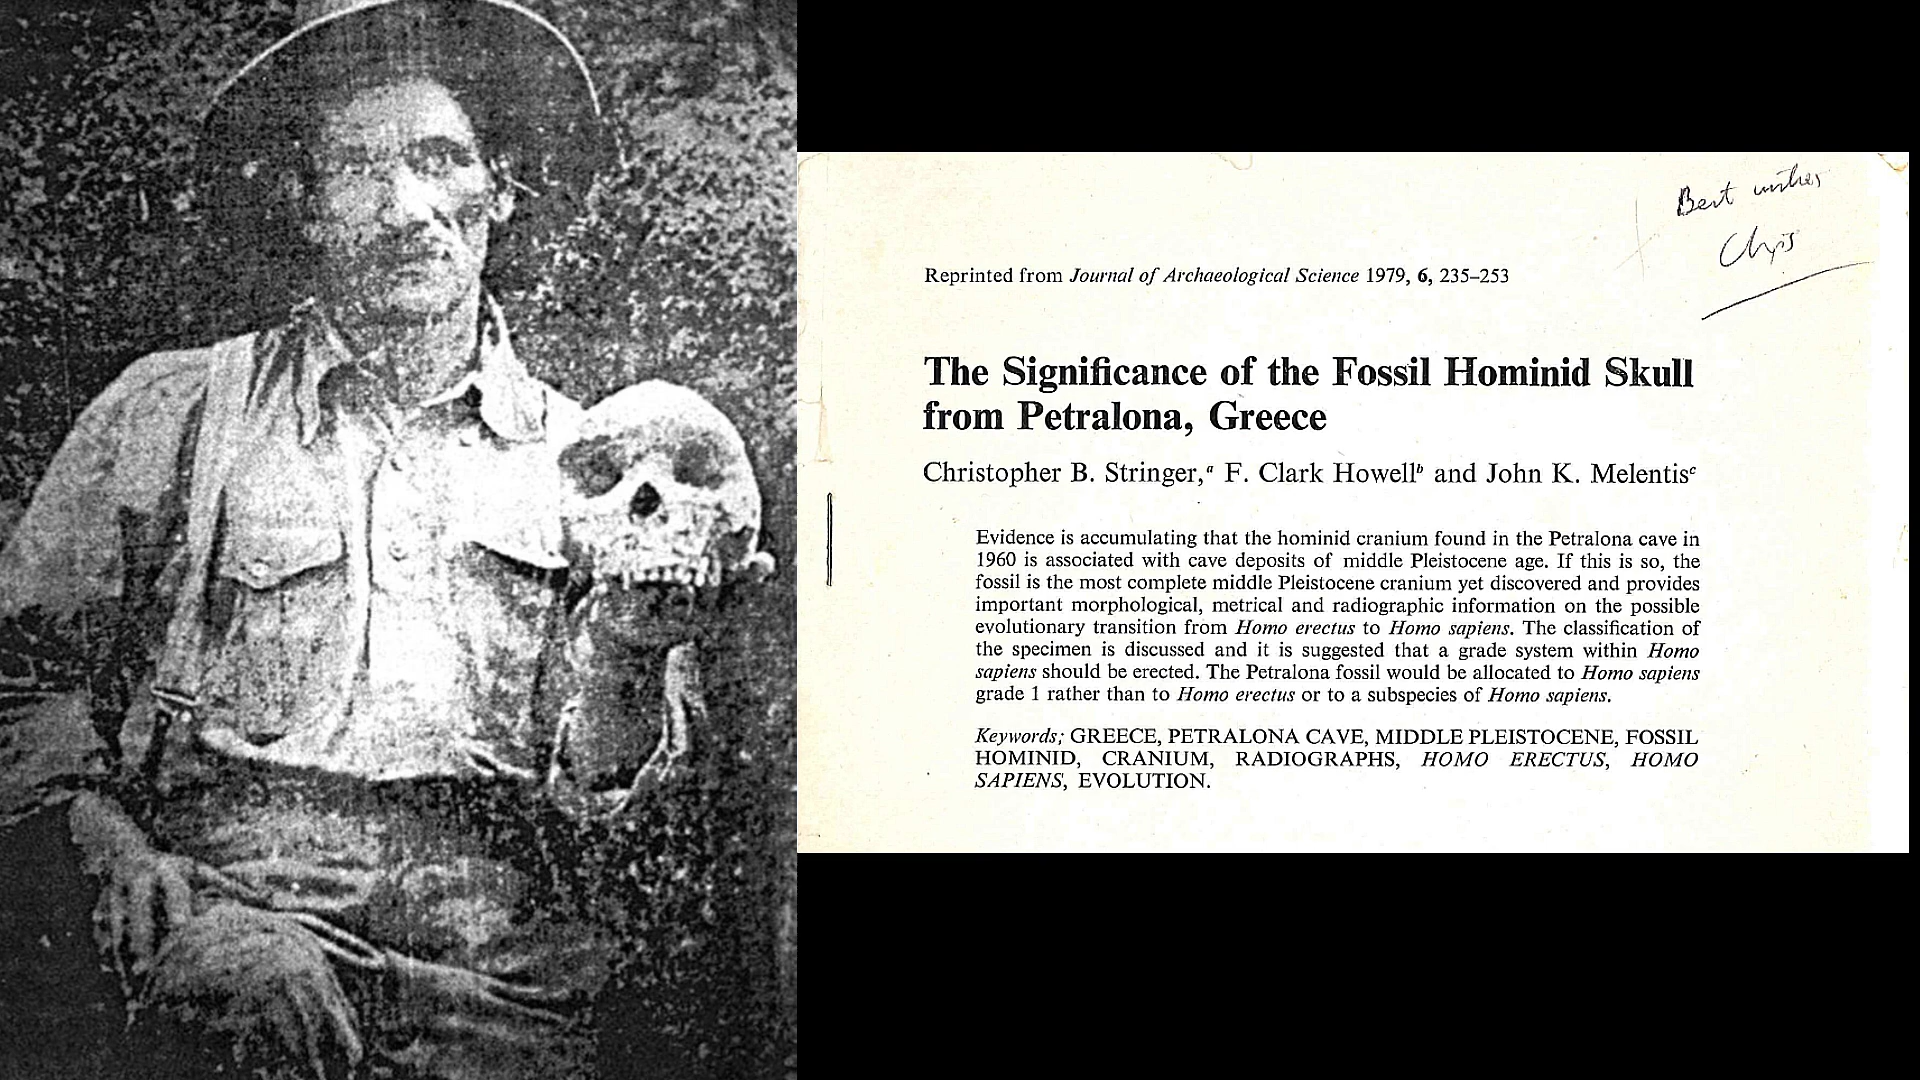 Best wishes
Chris
Reprinted from Journal of Archaeological Science 1979, 6, 235–253
The Significance of the Fossil Hominid Skull
from Petralona, Greece
Christopher B. Stringer,ᵃ F. Clark Howellᵇ and John K. Melentisᶜ
Evidence is accumulating that the hominid cranium found in the Petralona cave in
1960 is associated with cave deposits of middle Pleistocene age. If this is so, the
fossil is the most complete middle Pleistocene cranium yet discovered and provides
important morphological, metrical and radiographic information on the possible
evolutionary transition from Homo erectus to Homo sapiens. The classification of
the specimen is discussed and it is suggested that a grade system within Homo
sapiens should be erected. The Petralona fossil would be allocated to Homo sapiens
grade 1 rather than to Homo erectus or to a subspecies of Homo sapiens.
Keywords; GREECE, PETRALONA CAVE, MIDDLE PLEISTOCENE, FOSSIL
HOMINID, CRANIUM, RADIOGRAPHS, HOMO ERECTUS, HOMO
SAPIENS, EVOLUTION.